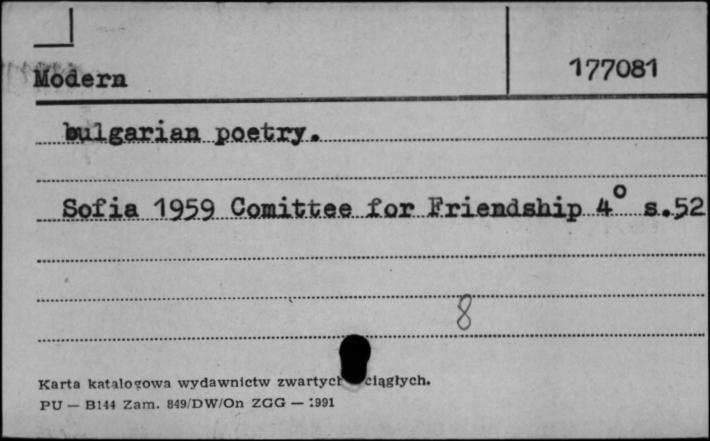 Modern
177081
bulgarian poetry.
Sofia 1959 Comittee for Friendship 4° s.52
8
Karta katalogowa wydawnictw ciągłych.
PU — B144 Zam. 849/DW/On ZGG — 1991